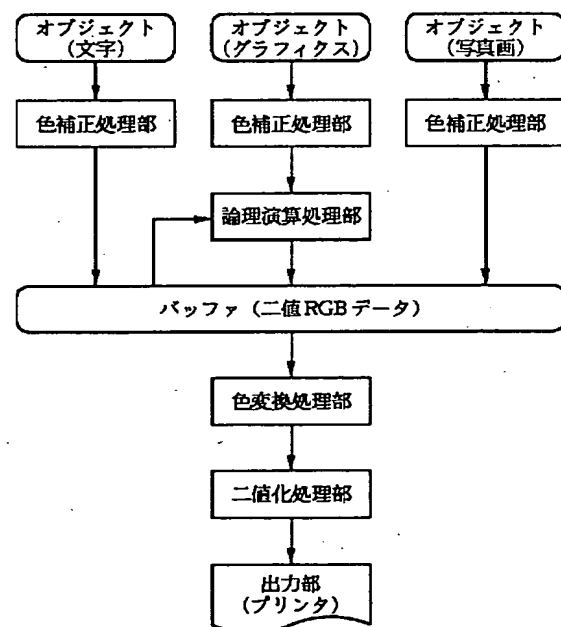 オブジェクト
(文字)
オブジェクト
(グラフィクス)
オブジェクト
(写真画)
色補正処理部
色補正処理部
色補正処理部
論理演算処理部
バッファ (二値RGBデータ)
色変換処理部
二値化処理部
出力部
(プリンタ)